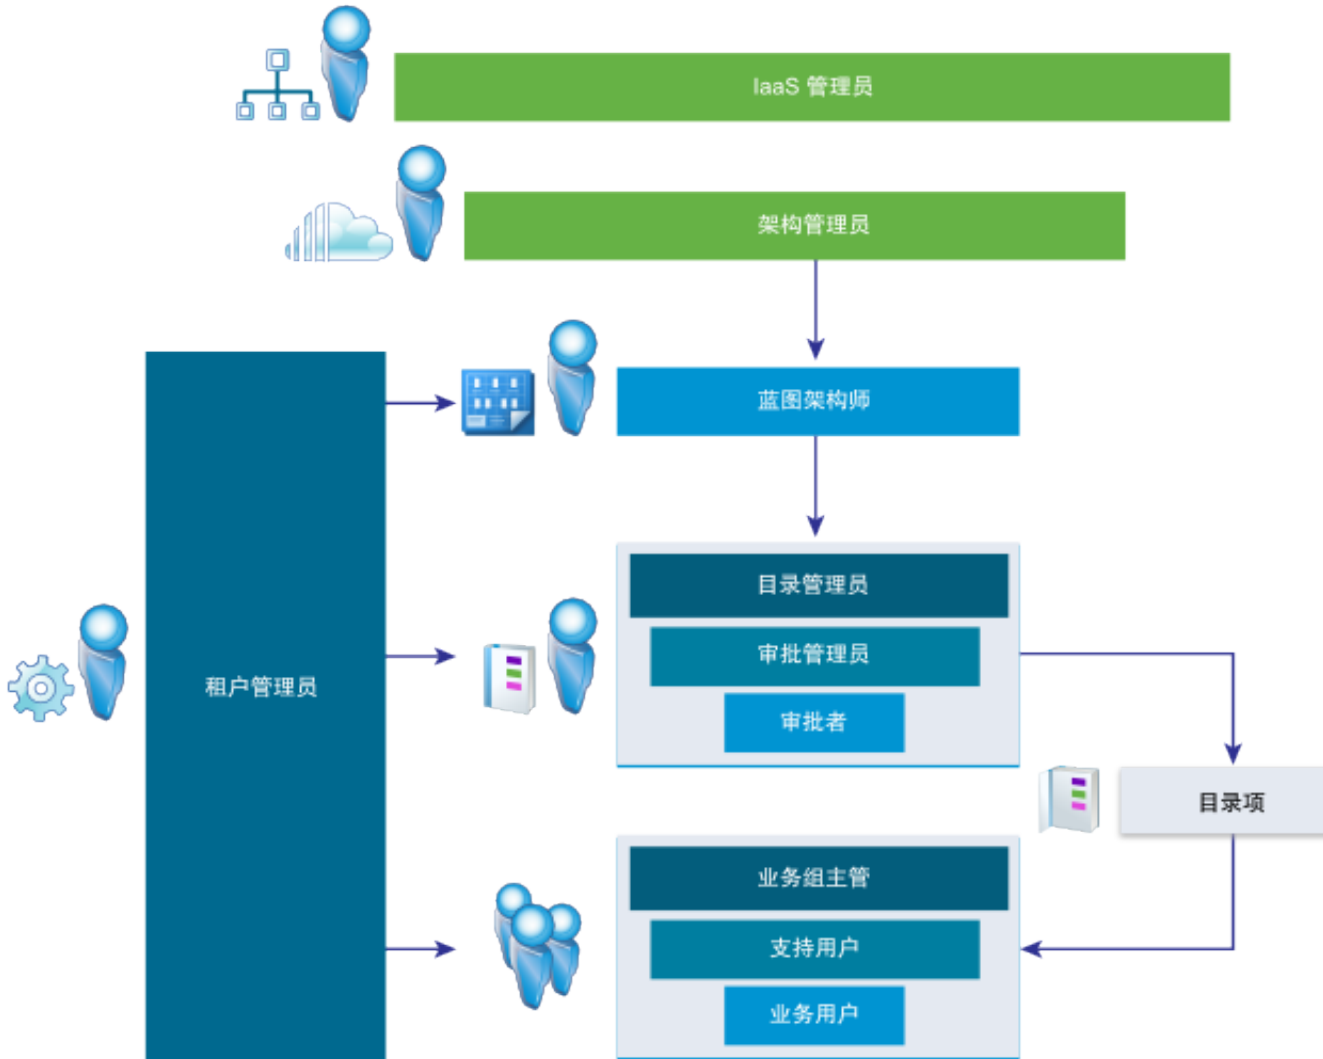 IaaS 管理员
架构管理员
蓝图架构师
目录管理员
审批管理员
审批者
租户管理员
目录项
业务组主管
支持用户
业务用户